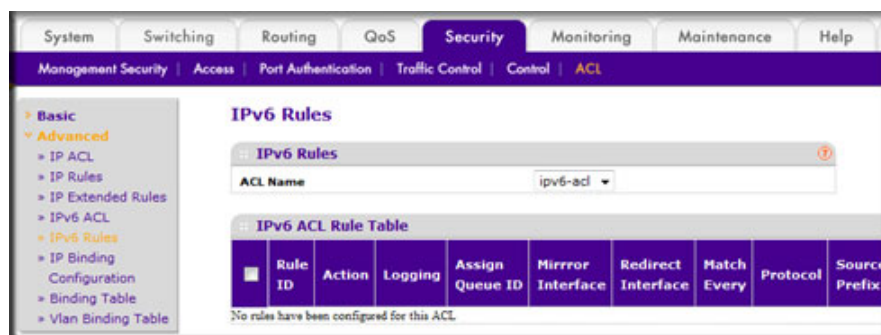 System Switching Routing QoS Security Monitoring Maintenance Help
Management Security | Access | Port Authentication | Traffic Control | Control | ACL
Basic
Advanced
» IP ACL
» IP Rules
» IP Extended Rules
» IPv6 ACL
» IPv6 Rules
» IP Binding
Configuration
» Binding Table
» Vlan Binding Table
IPv6 Rules
IPv6 Rules
ACL Name ipv6-acl
IPv6 ACL Rule Table
Rule ID Action Logging Assign Queue ID Mirrror Interface Redirect Interface Match Every Protocol Source Prefix
No rules have been configured for this ACL